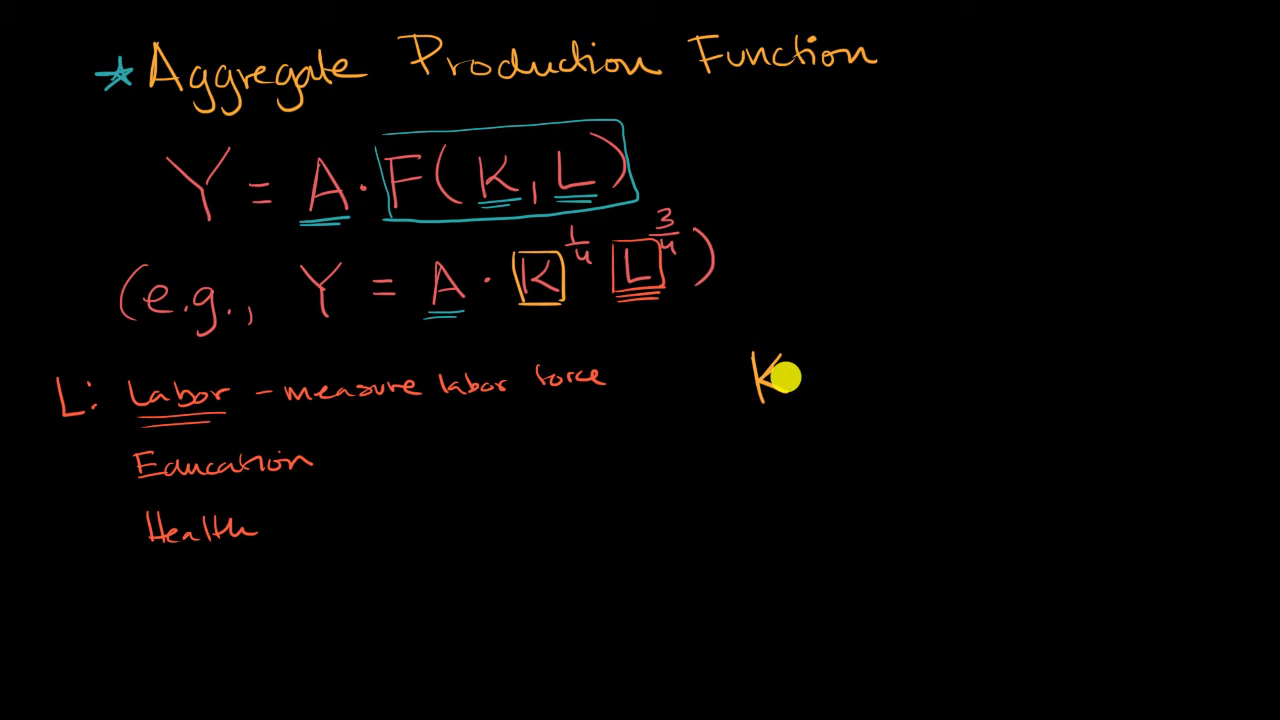 ★ Aggregate Production Function
Y = A · F(K, L)
(e.g., Y = A · K^1/4 L^3/4)
L: Labor – measure labor force
K
Education
Health